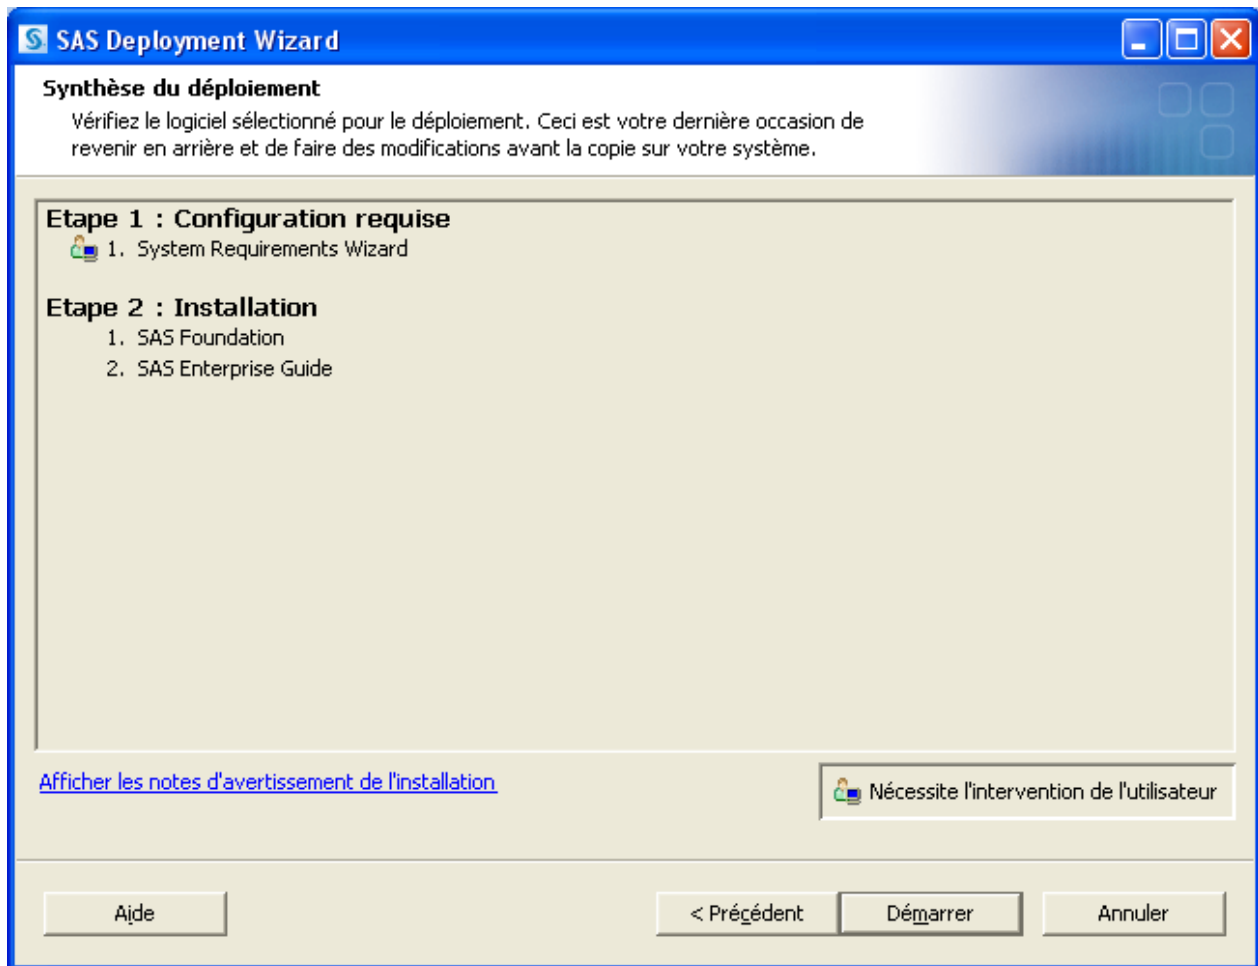 SAS Deployment Wizard
Synthèse du déploiement
Vérifiez le logiciel sélectionné pour le déploiement. Ceci est votre dernière occasion de
revenir en arrière et de faire des modifications avant la copie sur votre système.
Etape 1 : Configuration requise
1. System Requirements Wizard
Etape 2 : Installation
1. SAS Foundation
2. SAS Enterprise Guide
Afficher les notes d'avertissement de l'installation
Nécessite l'intervention de l'utilisateur
Aide
< Précédent
Démarrer
Annuler